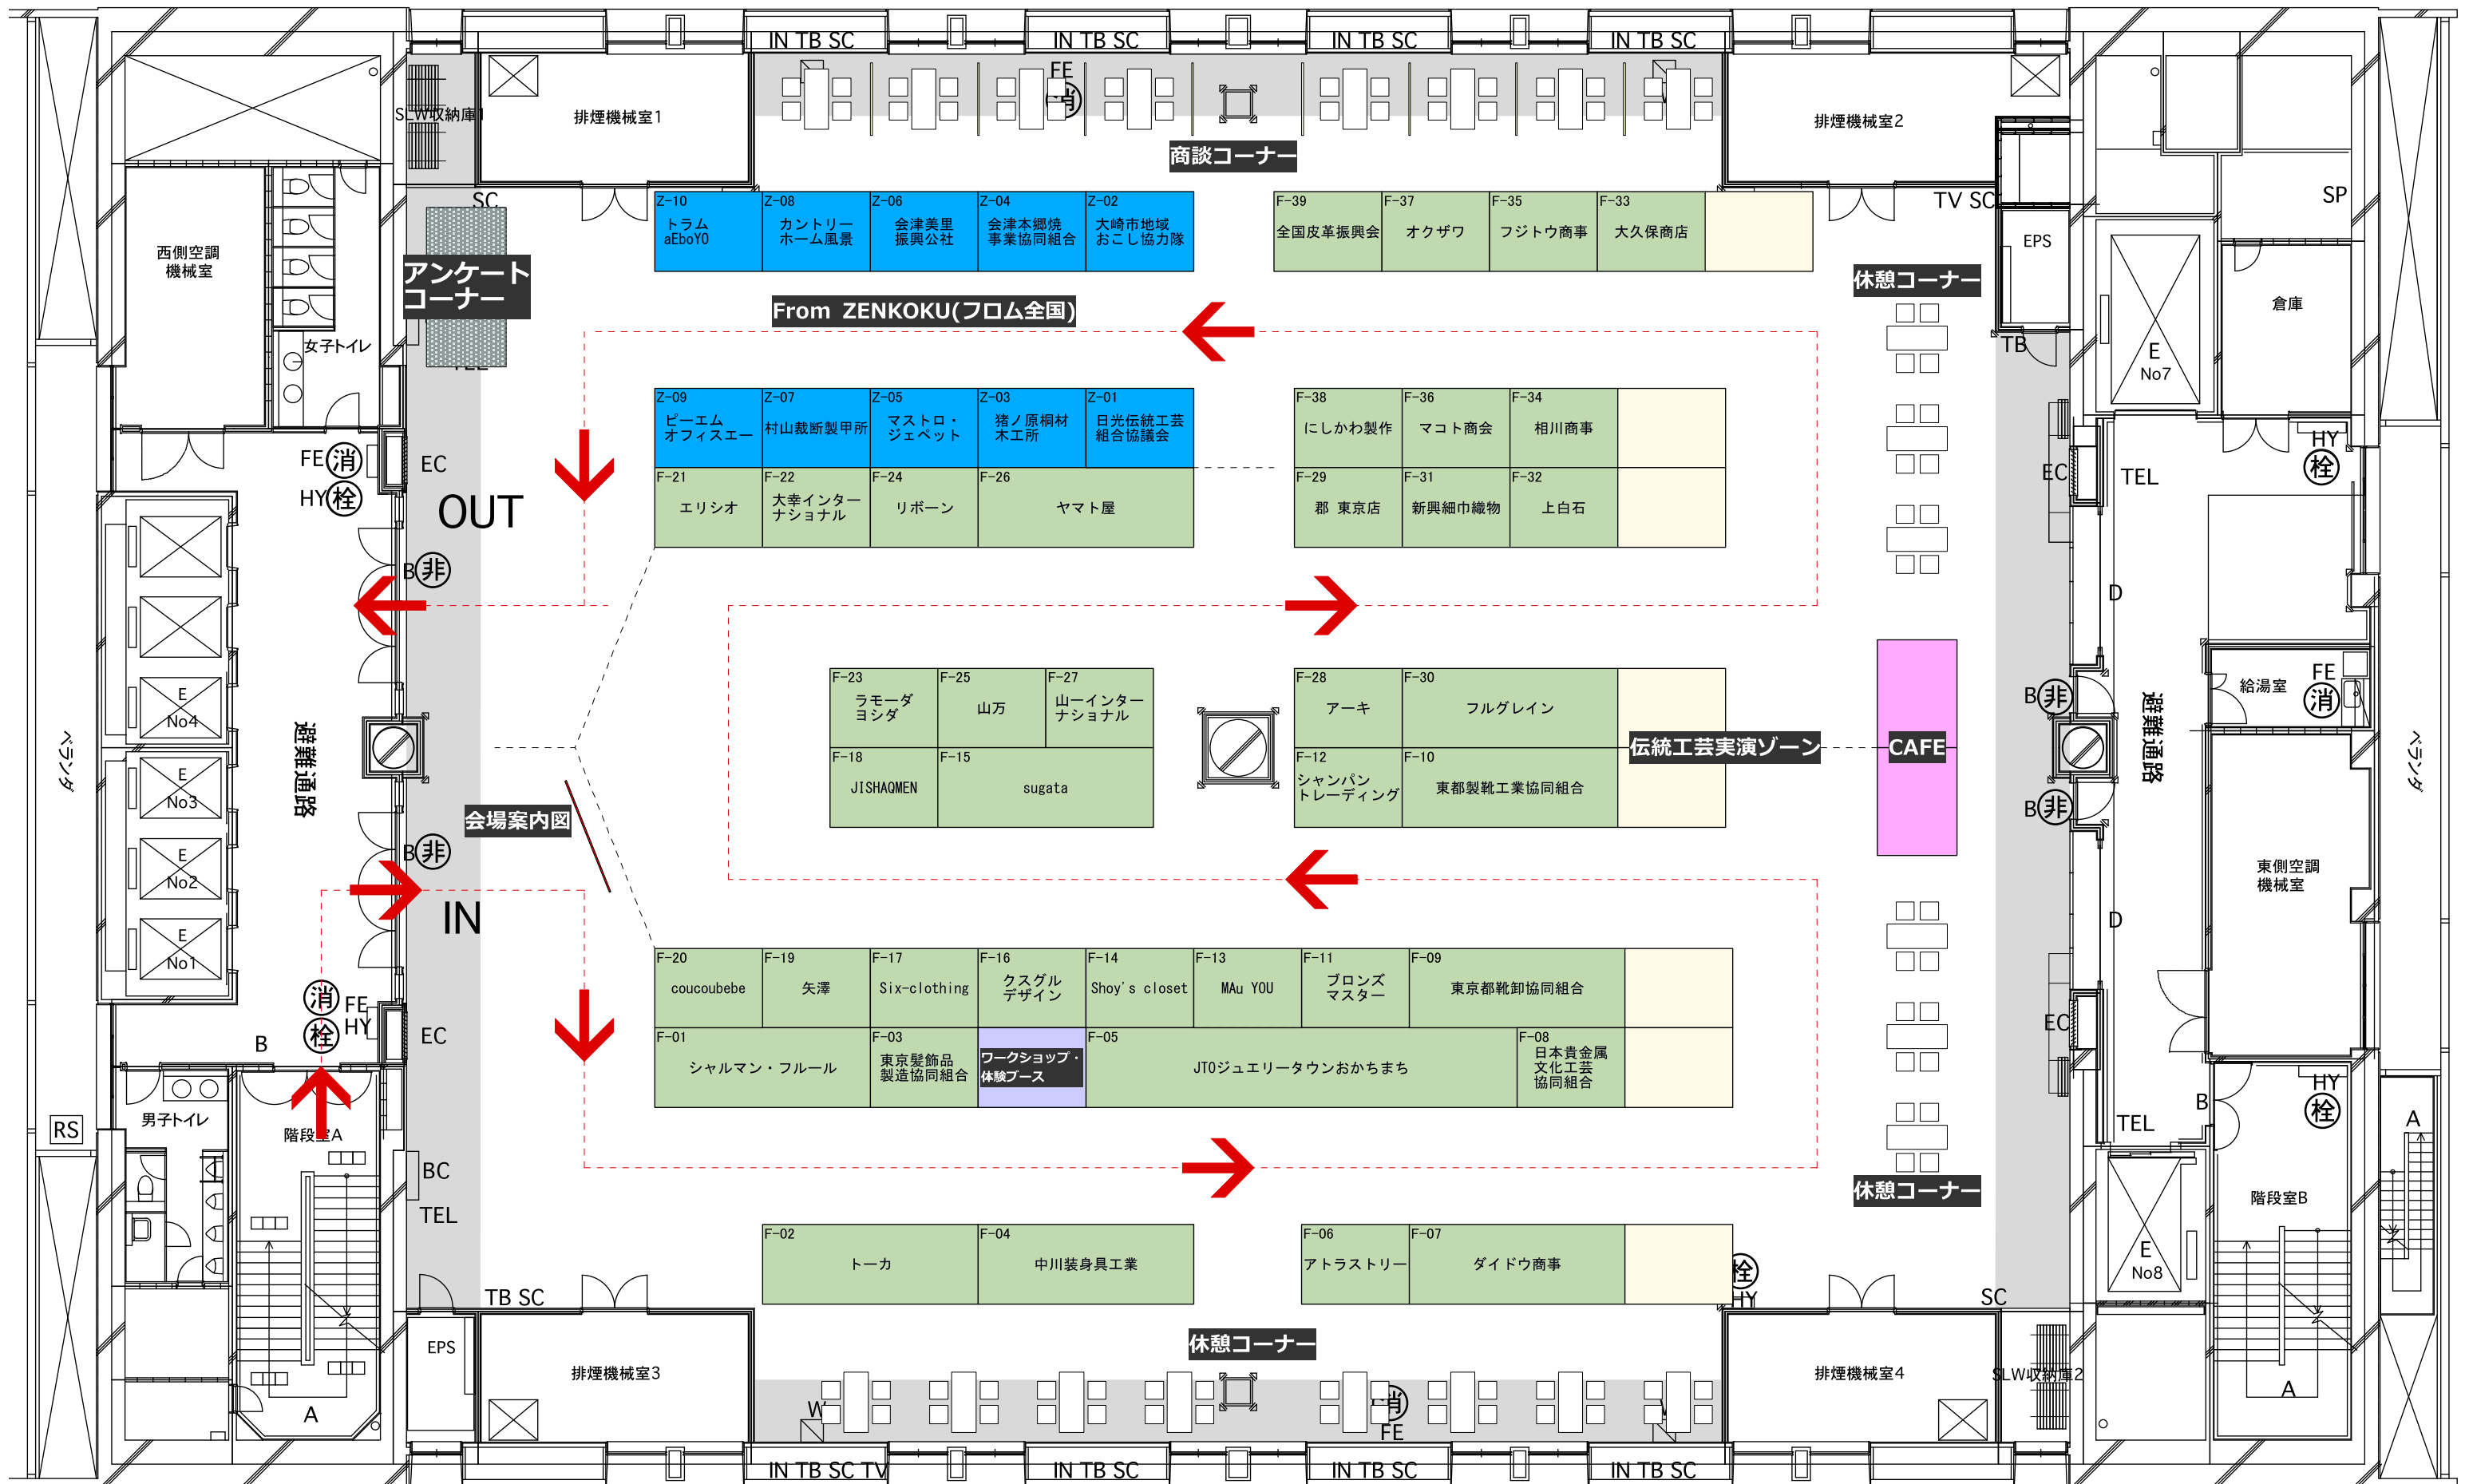 IN TB SC
IN TB SC
IN TB SC
IN TB SC
FE
消
SLW収納庫1
排煙機械室1
排煙機械室2
商談コーナー
SC
TV SC
SP
EPS
西側空調
機械室
女子トイレ
アンケート
コーナー
Z-10
トラム
aEboYO
Z-08
カントリー
ホーム風景
Z-06
会津美里
振興公社
Z-04
会津本郷焼
事業協同組合
Z-02
大崎市地域
おこし協力隊
F-39
全国皮革振興会
F-37
オクザワ
F-35
フジトウ商事
F-33
大久保商店
休憩コーナー
From ZENKOKU(フロム全国)
TB
E
No7
倉庫
Z-09
ピーエム
オフィスエー
Z-07
村山裁断製甲所
Z-05
マストロ・
ジェペット
Z-03
猪ノ原桐材
木工所
Z-01
日光伝統工芸
組合協議会
F-38
にしかわ製作
F-36
マコト商会
F-34
相川商事
FE 消
HY 栓
EC
OUT
EC
TEL
HY
栓
F-21
エリシオ
F-22
大幸インター
ナショナル
F-24
リボーン
F-26
ヤマト屋
F-29
郡 東京店
F-31
新興細巾織物
F-32
上白石
B 非
D
F-23
ラモーダ
ヨシダ
F-25
山万
F-27
山一インター
ナショナル
F-28
アーキ
F-30
フルグレイン
E
No4
B 非
給湯室
FE
消
ベランダ
避難通路
伝統工芸実演ゾーン
CAFE
避難通路
ベランダ
F-18
JISHAQMEN
F-15
sugata
F-12
シャンパン
トレーディング
F-10
東都製靴工業協同組合
E
No3
会場案内図
B 非
B 非
E
No2
東側空調
機械室
IN
D
E
No1
F-20
coucoubebe
F-19
矢澤
F-17
Six-clothing
F-16
クスグル
デザイン
F-14
Shoy's closet
F-13
MAu YOU
F-11
ブロンズ
マスター
F-09
東京都靴卸協同組合
消 FE
栓 HY
B
EC
EC
F-01
シャルマン・フルール
F-03
東京髪飾品
製造協同組合
ワークショップ・
体験ブース
F-05
JTOジュエリータウンおかちまち
F-08
日本貴金属
文化工芸
協同組合
RS
男子トイレ
階段室A
BC
TEL
休憩コーナー
TEL
B
HY
栓
A
階段室B
F-02
トーカ
F-04
中川装身具工業
F-06
アトラストリー
F-07
ダイドウ商事
栓
HY
SC
E
No8
TB SC
EPS
排煙機械室3
休憩コーナー
排煙機械室4
SLW収納庫2
A
W
消
FE
A
IN TB SC TV
IN TB SC
IN TB SC
IN TB SC